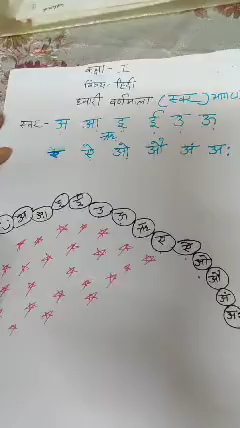 कक्षा - I
विषय - हिंदी
हमारी वर्णमाला (स्वर)
स्वर - अ आ इ ई उ ऊ
ऋ
ऐ ओ औ अं अः
अ आ इ ई उ ऊ ऋ ए ऐ ओ औ अं अः